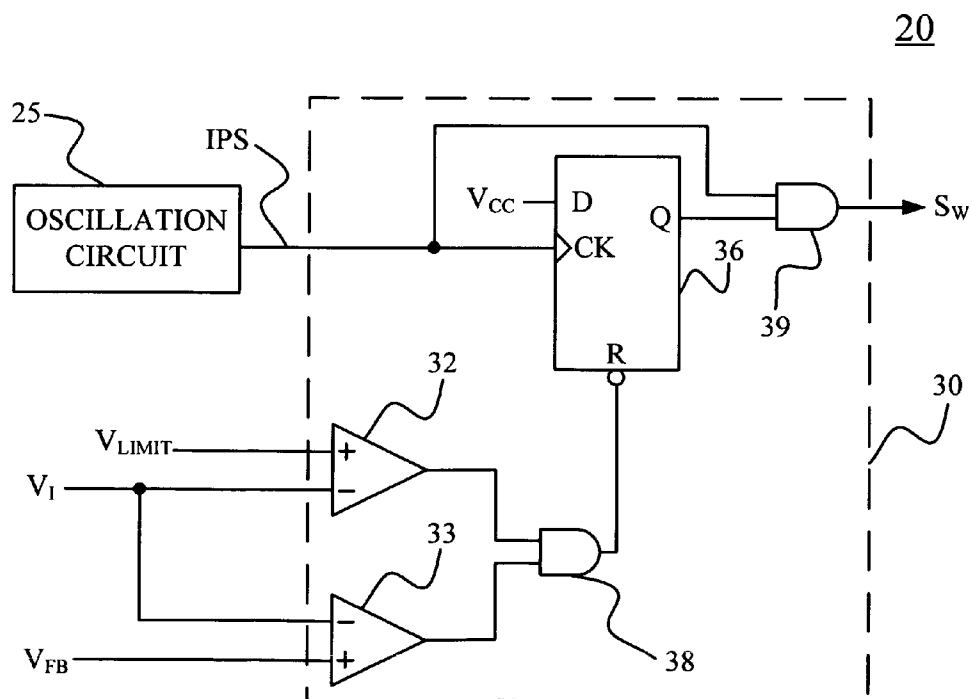 20
25
IPS
OSCILLATION
CIRCUIT
VCC
D
Q
CK
R
SW
36
39
32
30
VLIMIT
+
−
VI
33
−
+
VFB
38